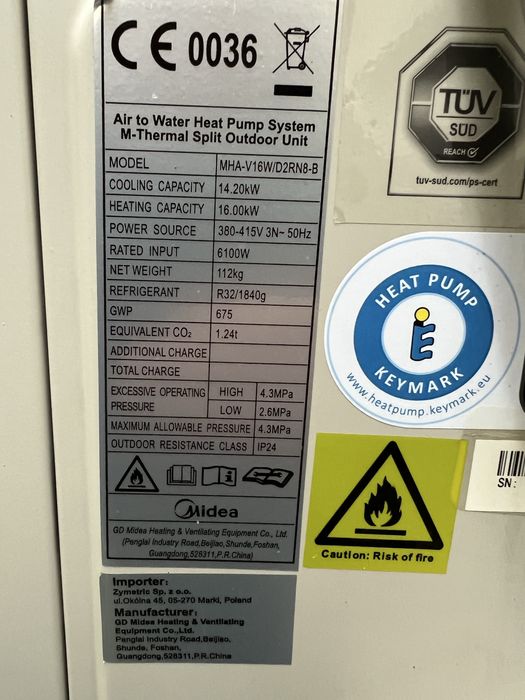 CE 0036
Air to Water Heat Pump System
M-Thermal Split Outdoor Unit
MODEL MHA-V16W/D2RN8-B
COOLING CAPACITY 14.20kW
HEATING CAPACITY 16.00kW
POWER SOURCE 380-415V 3N~ 50Hz
RATED INPUT 6100W
NET WEIGHT 112kg
REFRIGERANT R32/1840g
GWP 675
EQUIVALENT CO₂ 1.24t
ADDITIONAL CHARGE
TOTAL CHARGE
EXCESSIVE OPERATING PRESSURE HIGH 4.3MPa
LOW 2.6MPa
MAXIMUM ALLOWABLE PRESSURE 4.3MPa
OUTDOOR RESISTANCE CLASS IP24
Midea
GD Midea Heating & Ventilating Equipment Co., Ltd.
(Penglai Industry Road,Beijiao,Shunde,Foshan,
Guangdong,528311,P.R.China)
Importer:
Zymetric Sp. z o.o.
ul.Okólna 45, 05-270 Marki, Poland
Manufacturer:
GD Midea Heating & Ventilating
Equipment Co.,Ltd.
Penglai Industry Road,Beijiao,
Shunde, Foshan,
Guangdong,528311,P.R.China
TÜV
SÜD
REACH
tuv-sud.com/ps-cert
HEAT PUMP
KEYMARK
www.heatpump.keymark.eu
SN:
Caution: Risk of fire